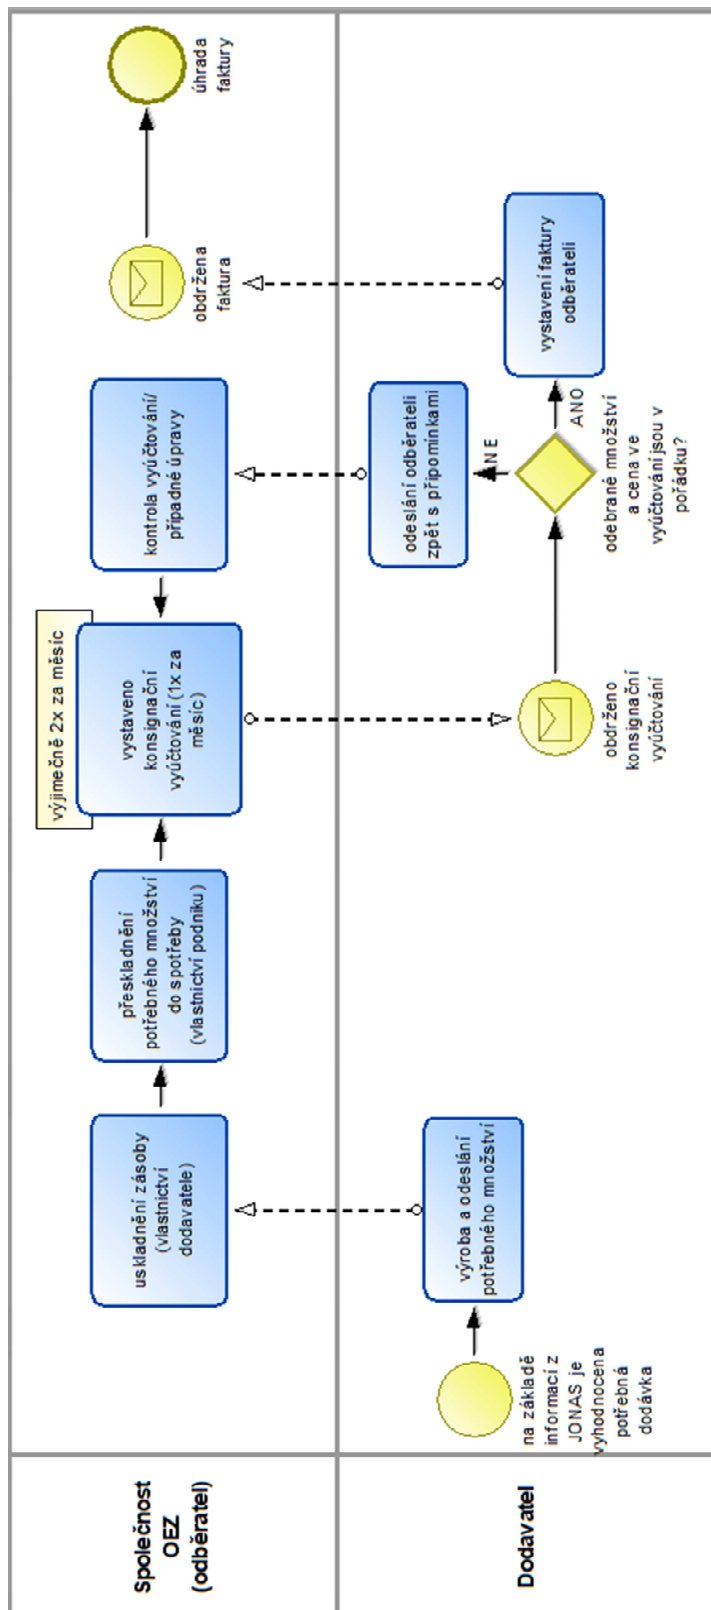 Společnost
OEZ
(odběratel)
uskladnění zásoby
(vlastnictví
dodavatele)
přeskladnění
potřebného množství
do spotřeby
(vlastnictví podniku)
výjimečně 2x za měsíc
vystaveno
konsignační
vyúčtování (1x za
měsíc)
kontrola vyúčtování/
případné úpravy
obdržena
faktura
úhrada
faktury
Dodavatel
na základě
informací z
JONAS je
vyhodnocena
potřebná
dodávka
výroba a odeslání
potřebného množství
obdrženo
konsignační
vyúčtování
odebrané množství
a cena ve
vyúčtování jsou v
pořádku?
NE
odeslání odběrateli
zpět s připomínkami
ANO
vystavení faktury
odběrateli